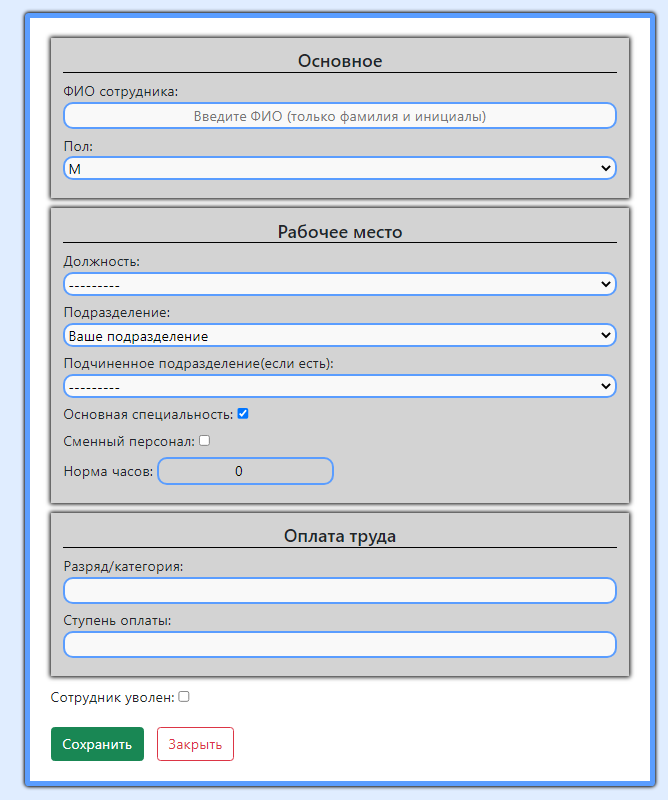 Основное
ФИО сотрудника:
Введите ФИО (только фамилия и инициалы)
Пол:
М
Рабочее место
Должность:
---------
Подразделение:
Ваше подразделение
Подчиненное подразделение(если есть):
---------
Основная специальность:
Сменный персонал:
Норма часов: 0
Оплата труда
Разряд/категория:
Ступень оплаты:
Сотрудник уволен:
Сохранить Закрыть